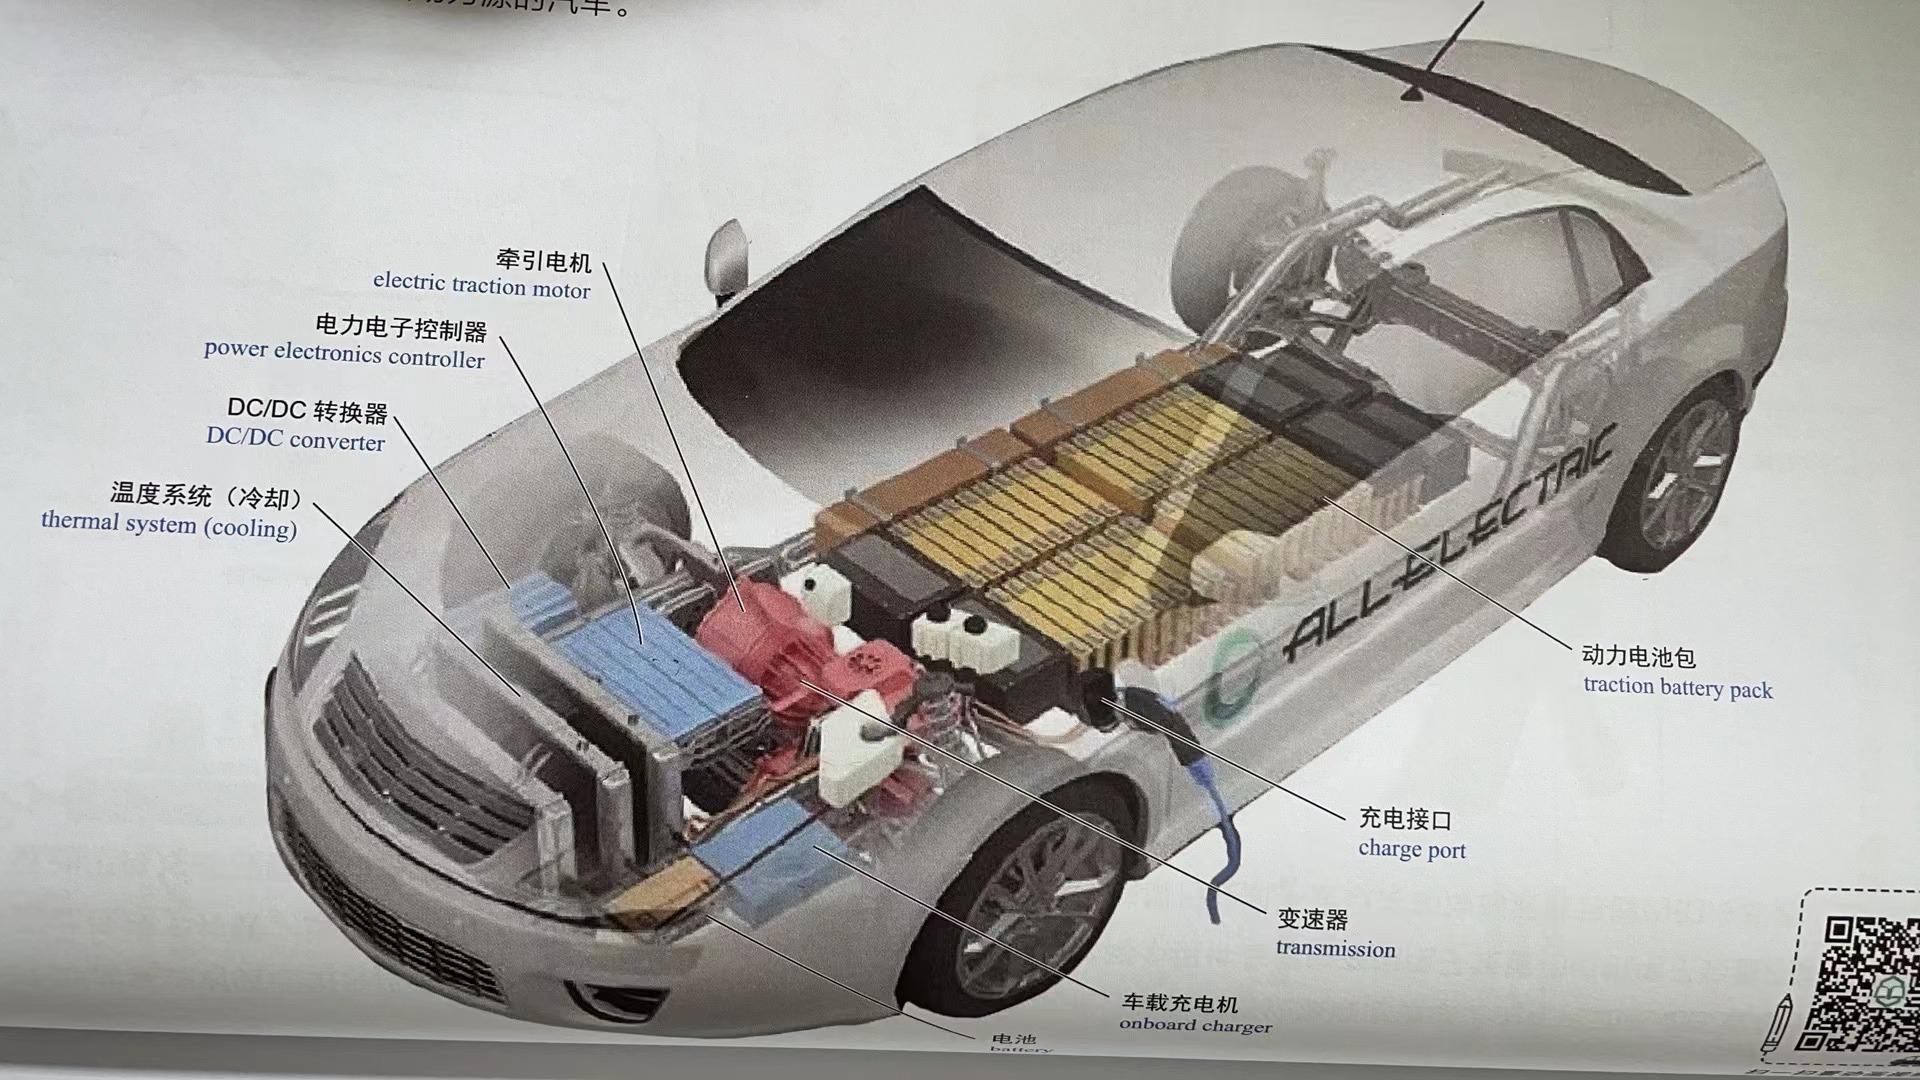 力源的汽车。
牵引电机
electric traction motor
电力电子控制器
power electronics controller
DC/DC 转换器
DC/DC converter
温度系统（冷却）
thermal system (cooling)
ALL-ELECTRIC
动力电池包
traction battery pack
充电接口
charge port
变速器
transmission
车载充电机
onboard charger
电池
battery